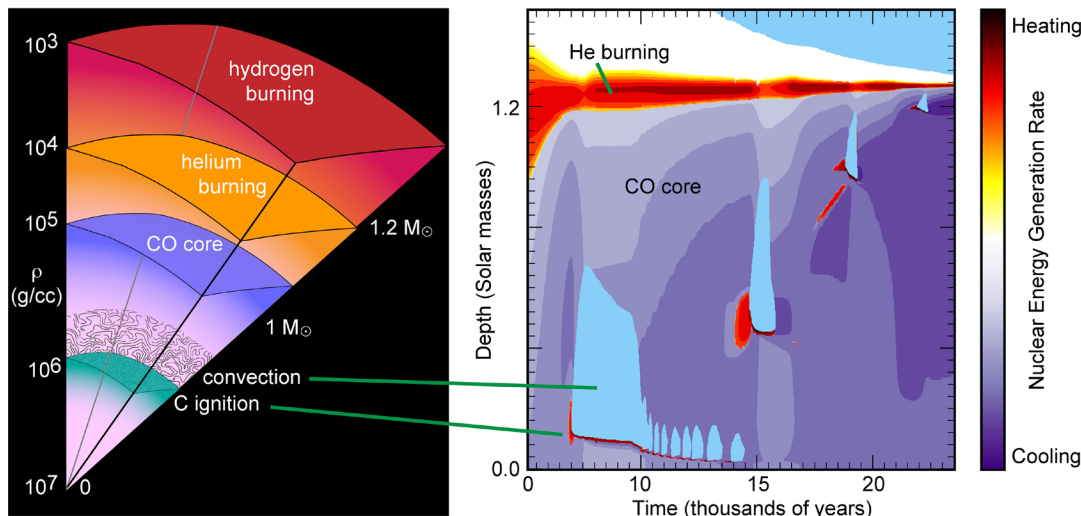 10³
hydrogen
burning
10⁴
helium
burning
10⁵
CO core
1.2 M☉
ρ
(g/cc)
1 M☉
10⁶
convection
C ignition
10⁷
0
He burning
1.2
CO core
Depth (Solar masses)
0.0
5
10
15
20
Time (thousands of years)
Heating
Nuclear Energy Generation Rate
Cooling